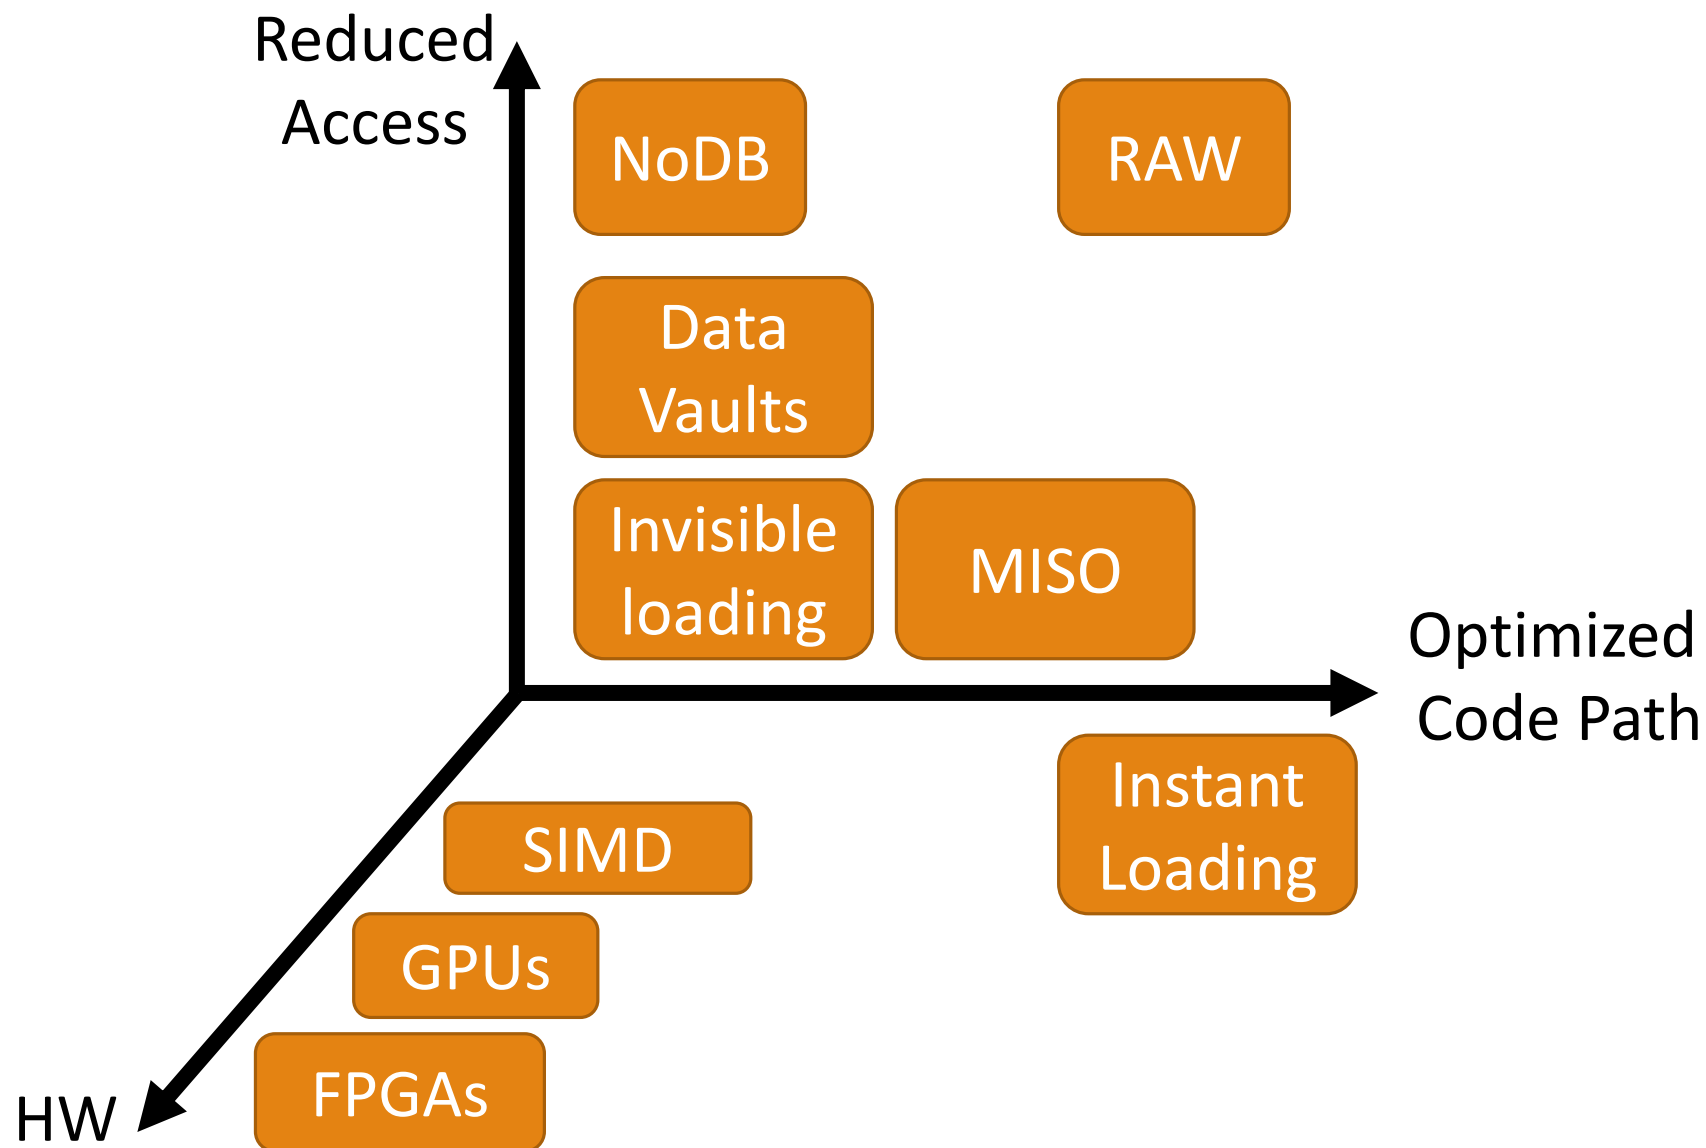 Reduced
Access
NoDB
RAW
Data
Vaults
Invisible
loading
MISO
Optimized
Code Path
Instant
Loading
SIMD
GPUs
FPGAs
HW